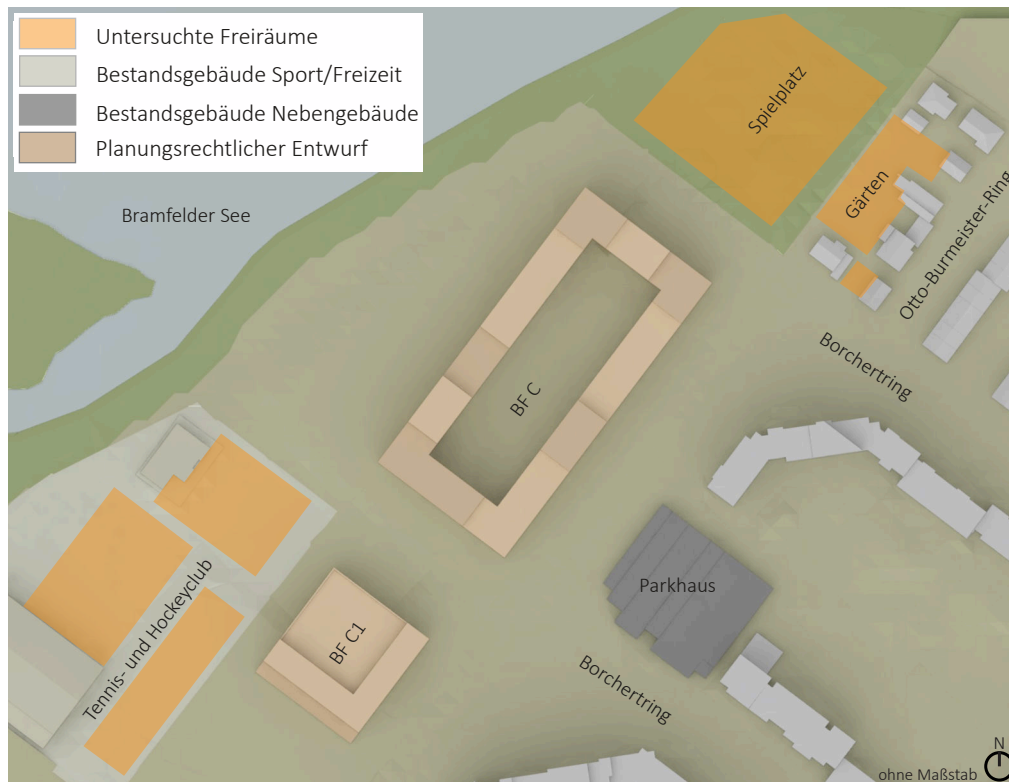 Untersuchte Freiräume
Bestandsgebäude Sport/Freizeit
Bestandsgebäude Nebengebäude
Planungsrechtlicher Entwurf
Bramfelder See
Spielplatz
Gärten
Otto-Burmeister-Ring
Borchertring
BF C
Parkhaus
Tennis- und Hockeyclub
BF C1
Borchertring
N
ohne Maßstab